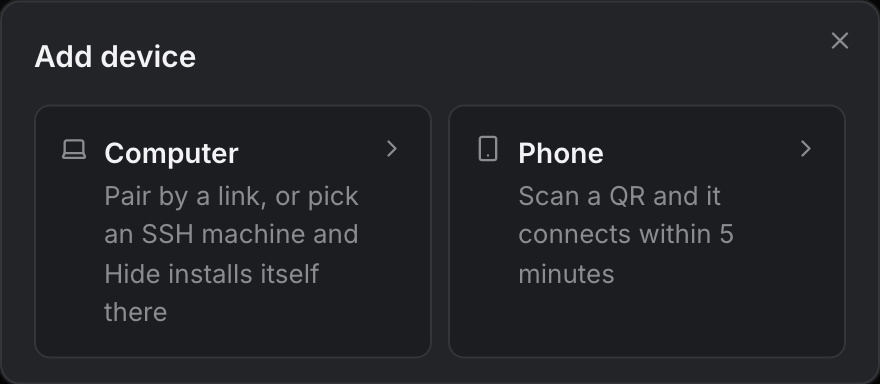 Add device
Computer
Pair by a link, or pick
an SSH machine and
Hide installs itself
there
Phone
Scan a QR and it
connects within 5
minutes